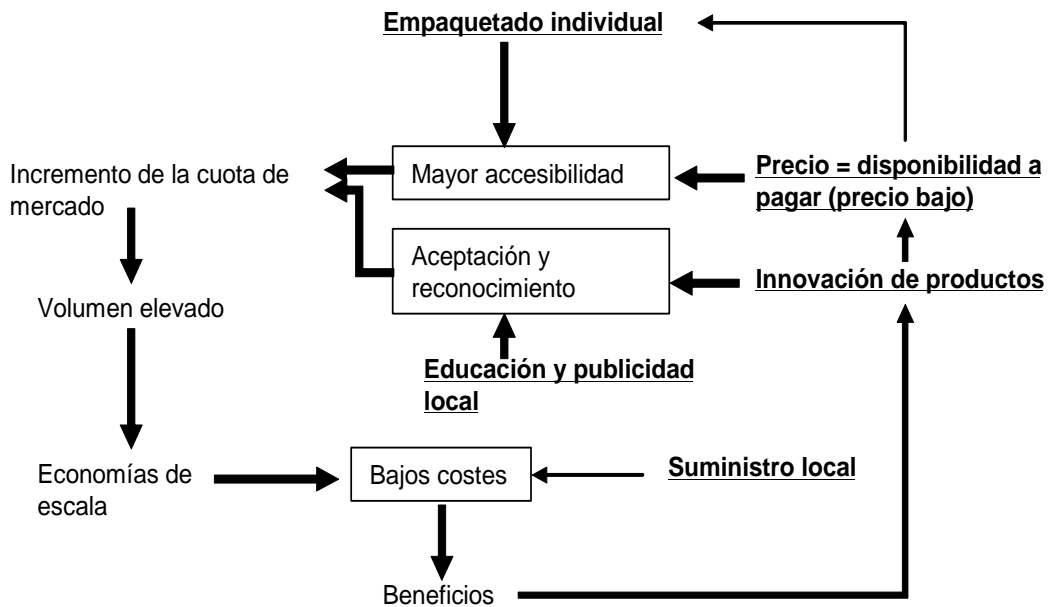 Empaquetado individual
Mayor accesibilidad
Precio = disponibilidad a
pagar (precio bajo)
Incremento de la cuota de
mercado
Aceptación y
reconocimiento
Innovación de productos
Volumen elevado
Educación y publicidad
local
Economías de
escala
Bajos costes
Suministro local
Beneficios